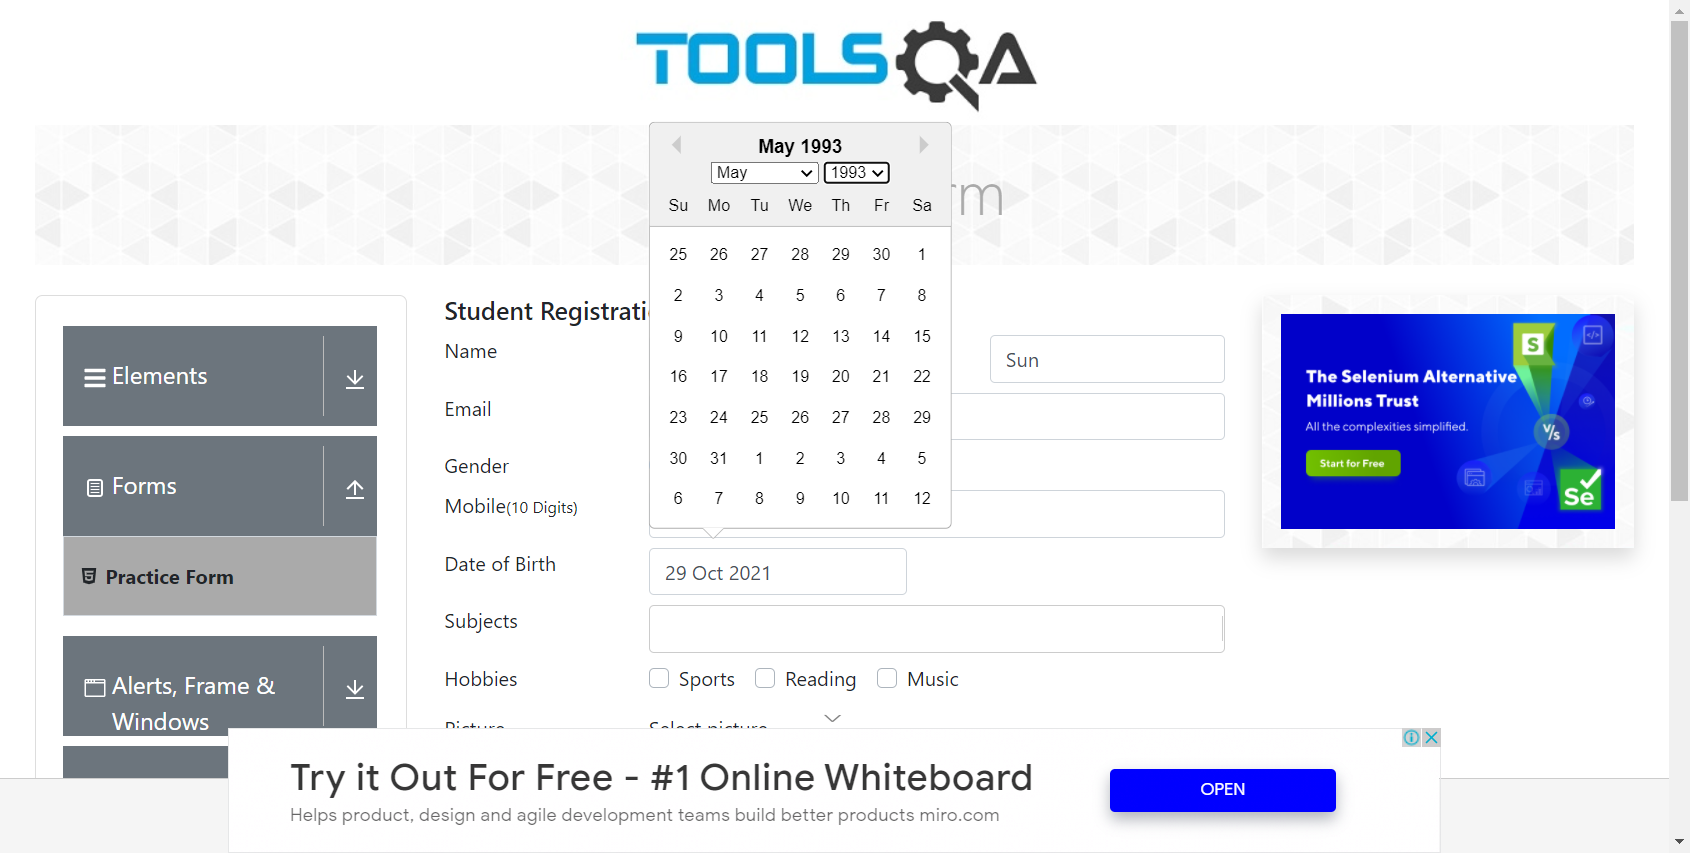 TOOLSQA
May 1993
May 1993
rm
Su Mo Tu We Th Fr Sa
25 26 27 28 29 30 1
2 3 4 5 6 7 8
9 10 11 12 13 14 15
16 17 18 19 20 21 22
23 24 25 26 27 28 29
30 31 1 2 3 4 5
6 7 8 9 10 11 12
Elements
Forms
Practice Form
Alerts, Frame &
Windows
Student Registrati
Name
Sun
Email
Gender
Mobile(10 Digits)
Date of Birth
29 Oct 2021
Subjects
Hobbies
Sports Reading Music
Picture
Select picture
The Selenium Alternative
Millions Trust
All the complexities simplified.
Start for Free
S
V/s
Se
Try it Out For Free - #1 Online Whiteboard
Helps product, design and agile development teams build better products miro.com
OPEN